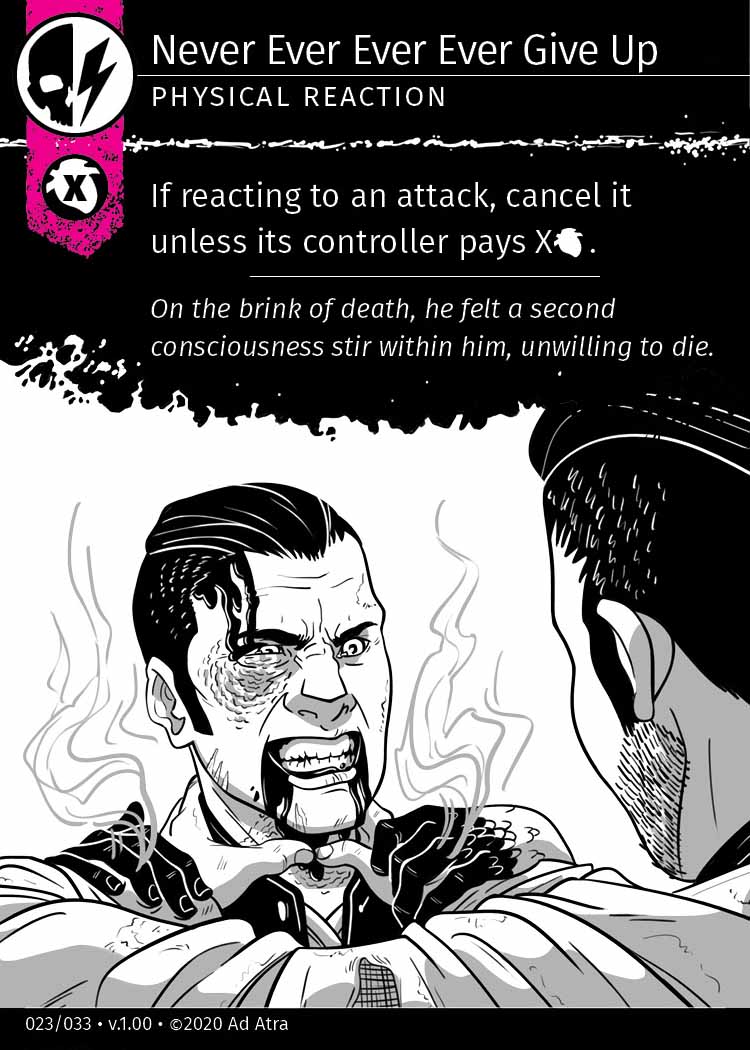 Never Ever Ever Ever Give Up
PHYSICAL REACTION
X
If reacting to an attack, cancel it
unless its controller pays X.
On the brink of death, he felt a second
consciousness stir within him, unwilling to die.
023/033 • v.1.00 • ©2020 Ad Atra